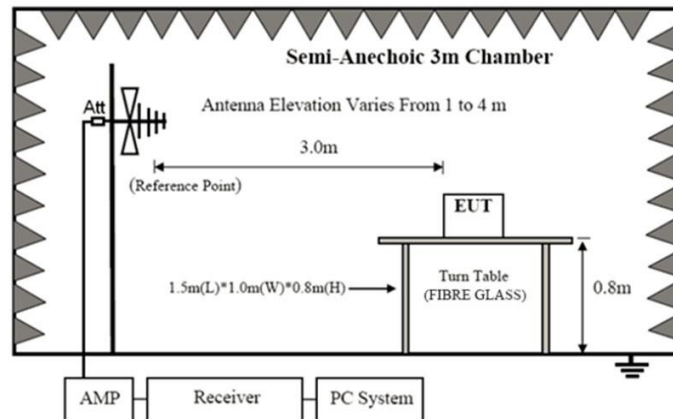 Semi-Anechoic 3m Chamber
Att
Antenna Elevation Varies From 1 to 4 m
3.0m
(Reference Point)
EUT
1.5m(L)*1.0m(W)*0.8m(H)
Turn Table
(FIBRE GLASS)
0.8m
AMP
Receiver
PC System